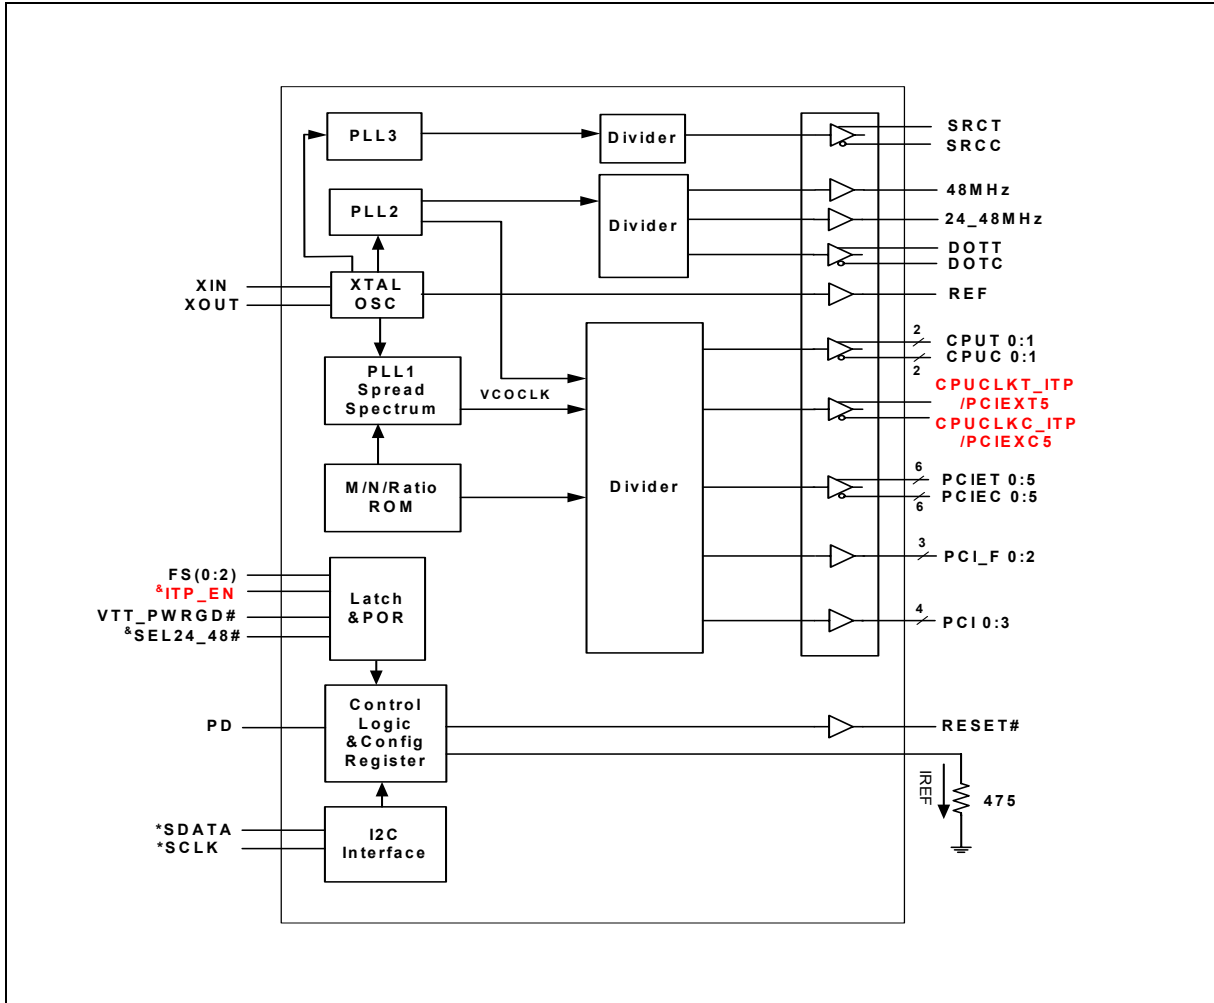 PLL3
Divider
SRCT
SRCC
PLL2
Divider
48MHz
24_48MHz
DOTT
DOTC
XIN
XOUT
XTAL
OSC
REF
PLL1
Spread
Spectrum
VCOCLK
M/N/Ratio
ROM
Divider
2
CPUT 0:1
CPUC 0:1
2
CPUCLKT_ITP
/PCIEXT5
CPUCLKC_ITP
/PCIEXC5
6
PCIET 0:5
PCIEC 0:5
6
3
PCI_F 0:2
4
PCI 0:3
FS(0:2)
&ITP_EN
VTT_PWRGD#
&SEL24_48#
Latch
&POR
PD
Control
Logic
&Config
Register
RESET#
IREF
475
*SDATA
*SCLK
I2C
Interface